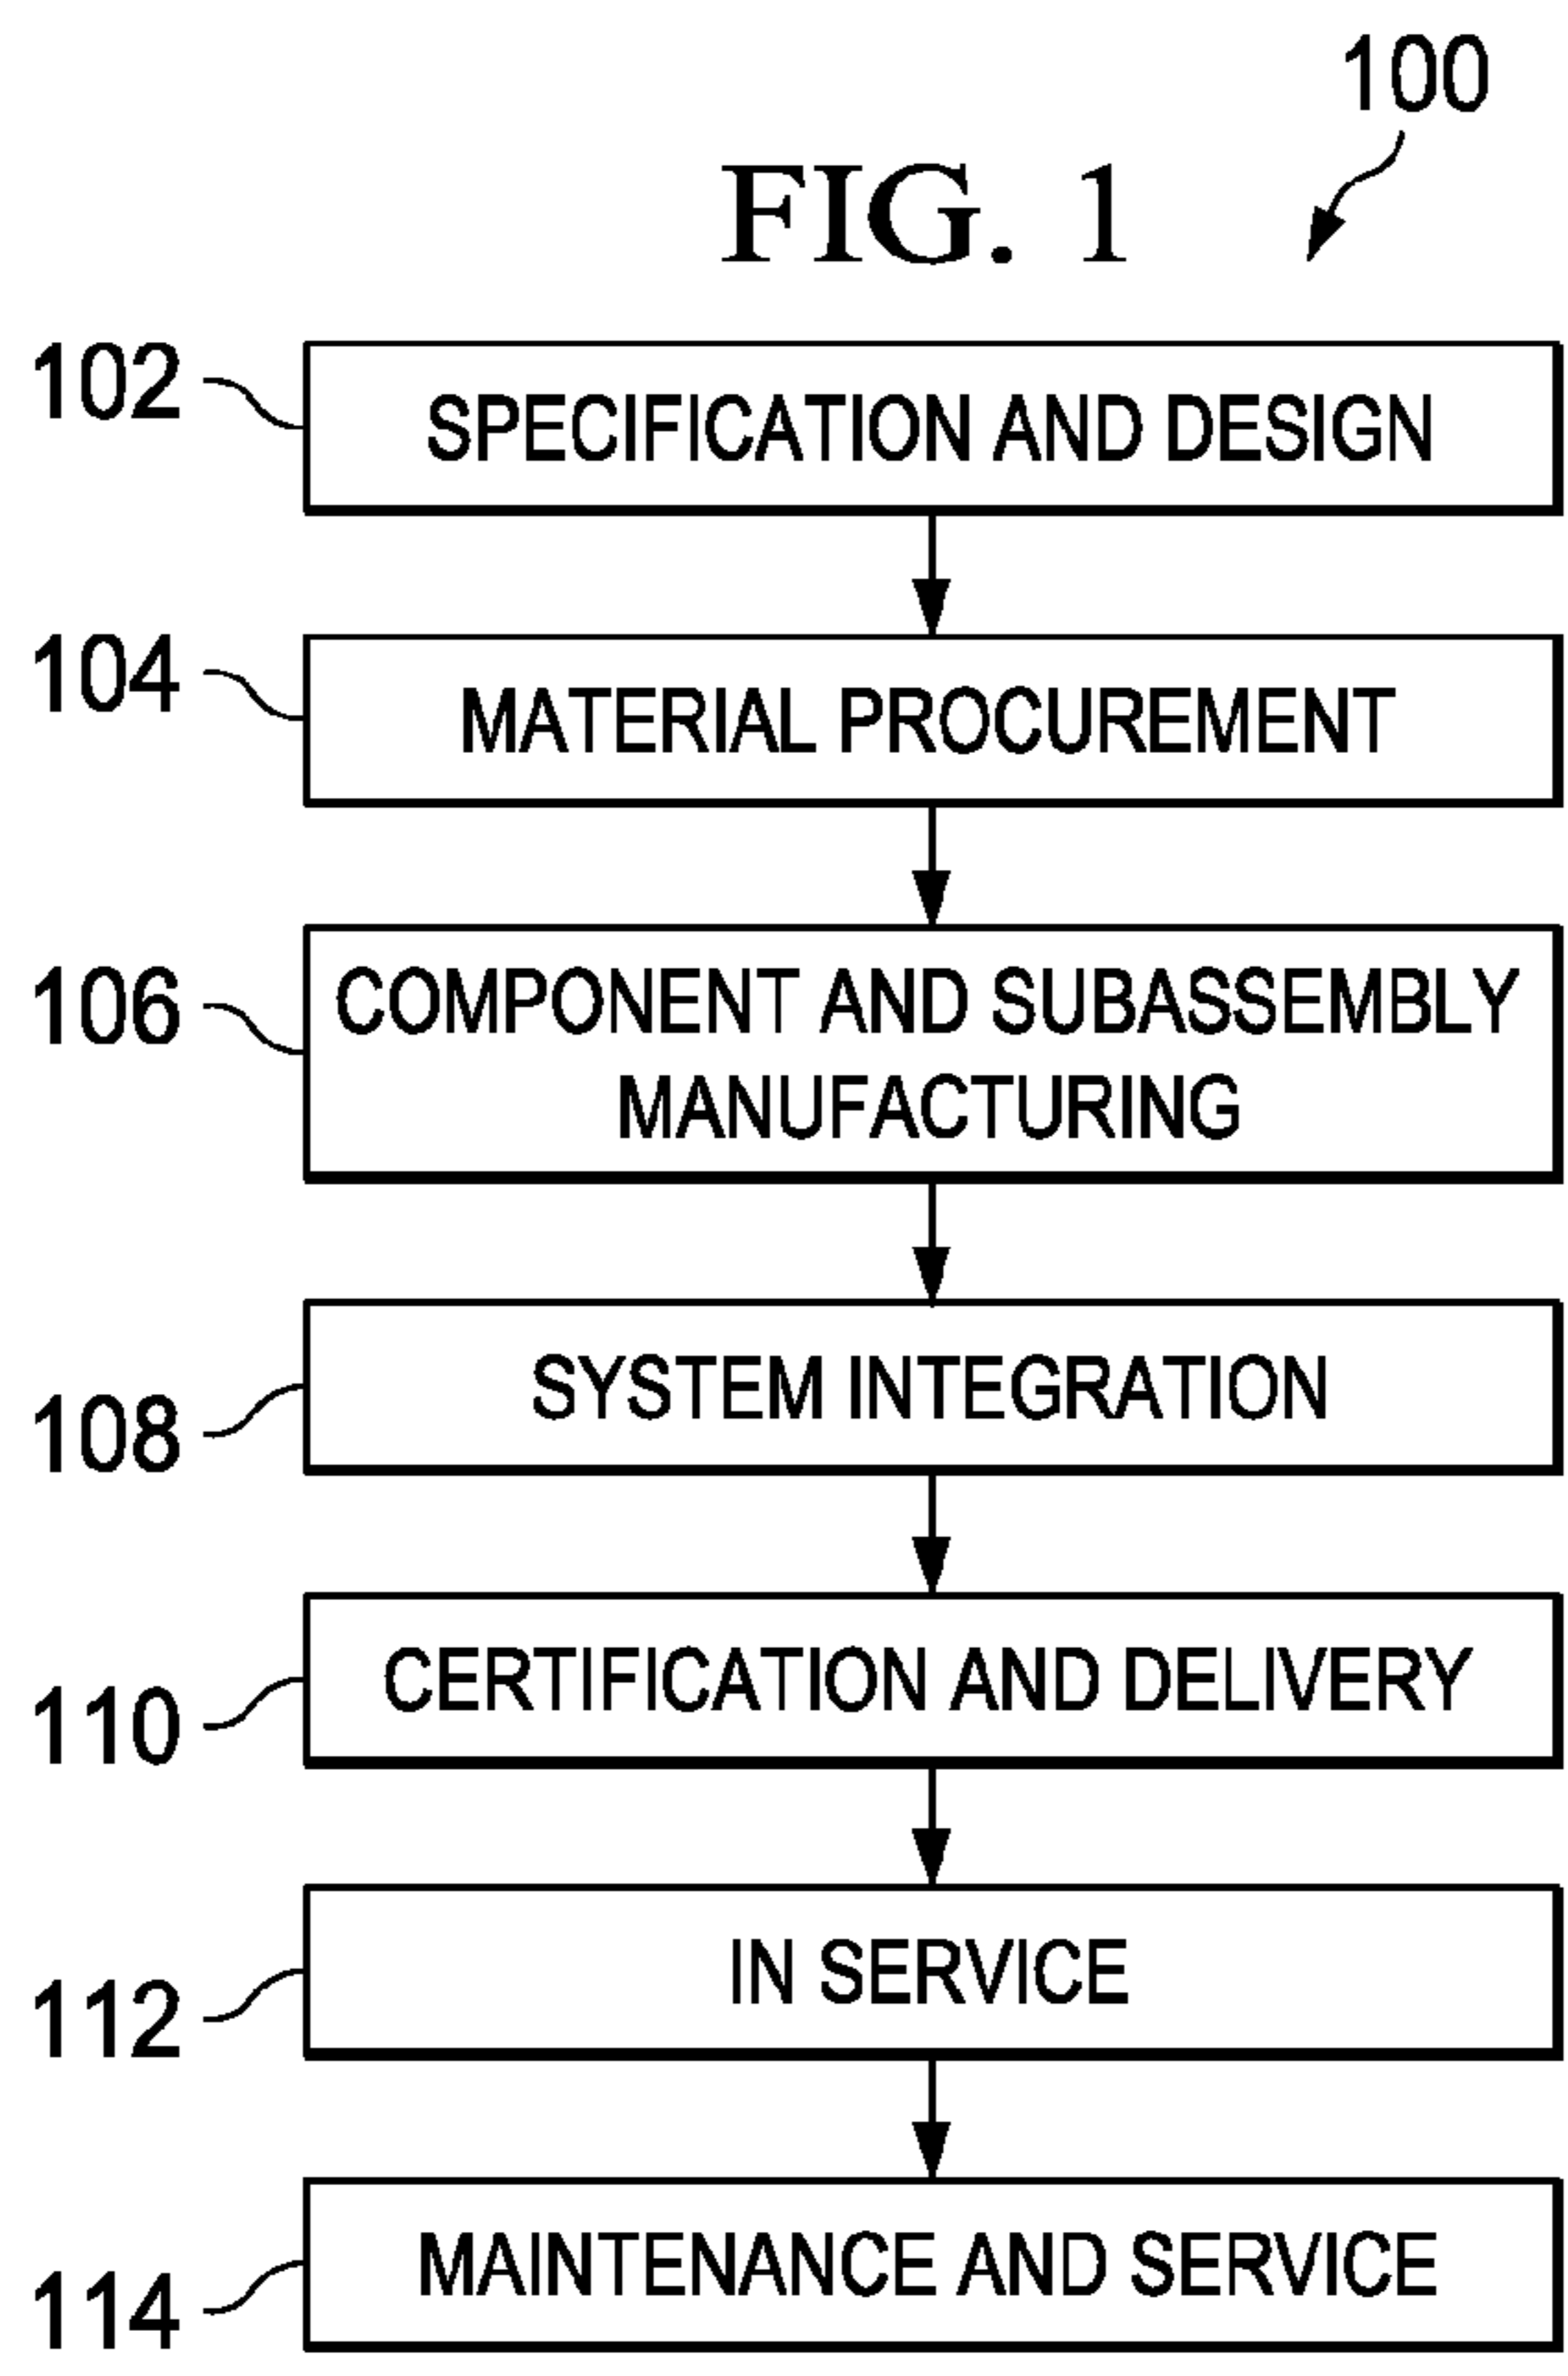 100
FIG. 1
102
SPECIFICATION AND DESIGN
104
MATERIAL PROCUREMENT
106
COMPONENT AND SUBASSEMBLY
MANUFACTURING
108
SYSTEM INTEGRATION
110
CERTIFICATION AND DELIVERY
112
IN SERVICE
114
MAINTENANCE AND SERVICE